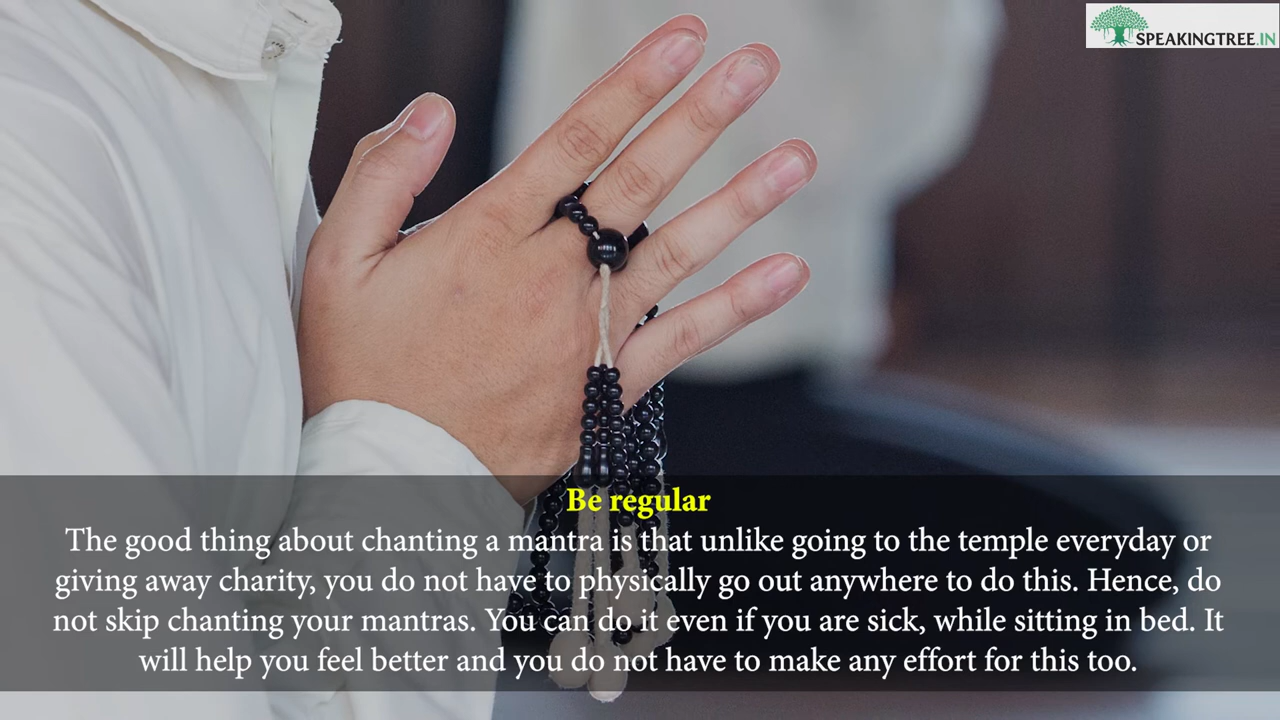 SPEAKINGTREE.IN
Be regular
The good thing about chanting a mantra is that unlike going to the temple everyday or
giving away charity, you do not have to physically go out anywhere to do this. Hence, do
not skip chanting your mantras. You can do it even if you are sick, while sitting in bed. It
will help you feel better and you do not have to make any effort for this too.